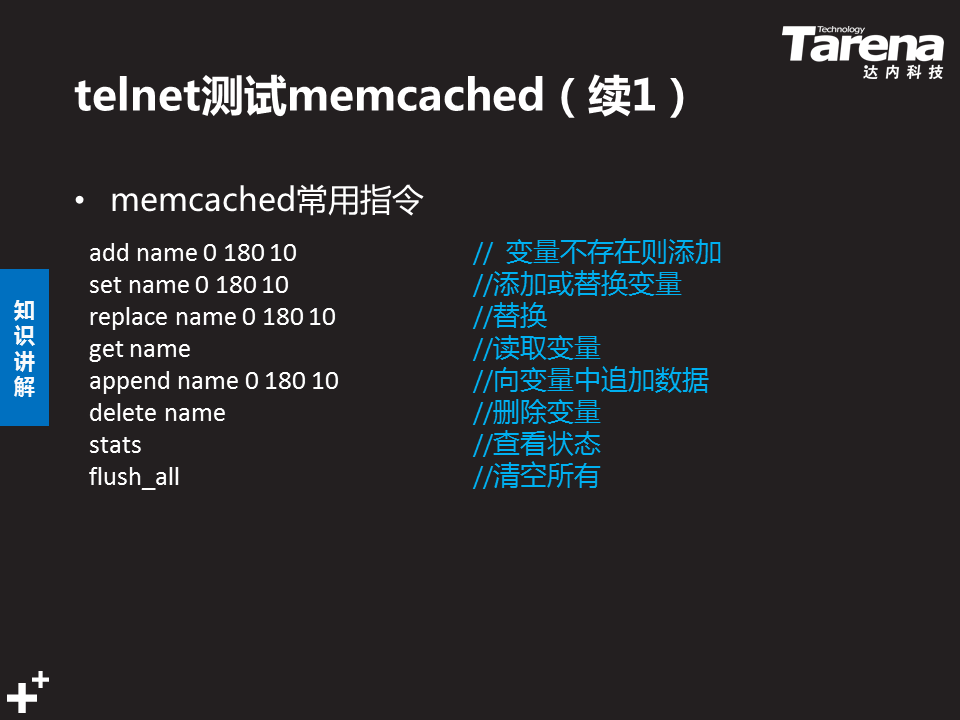 Technology
Tarena
达内科技
telnet测试memcached（续1）
• memcached常用指令
add name 0 180 10 // 变量不存在则添加
set name 0 180 10 //添加或替换变量
replace name 0 180 10 //替换
get name //读取变量
append name 0 180 10 //向变量中追加数据
delete name //删除变量
stats //查看状态
flush_all //清空所有
知识讲解